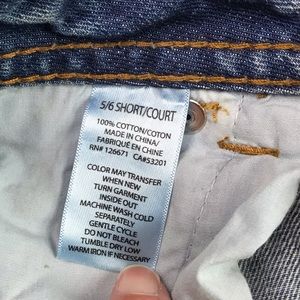 5/6 SHORT/COURT
100% COTTON/COTON
MADE IN CHINA/
FABRIQUÉ EN CHINE
RN# 126671 CA#53201
COLOR MAY TRANSFER
WHEN NEW
TURN GARMENT
INSIDE OUT
MACHINE WASH COLD
SEPARATELY
GENTLE CYCLE
DO NOT BLEACH
TUMBLE DRY LOW
WARM IRON IF NECESSARY